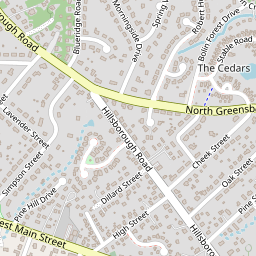 Blueridge Road
Morningside Drive
Spring
Robert H
Bolin Forest Drive
Stable Road
The Cedars
ough Road
North Greensb
Hillsborough Road
Lavender Street
Simpson Street
Pine Hill Drive
Dillard Street
Cheek Street
Oak Street
Pine Str
High Street
est Main Street
Hillsboro